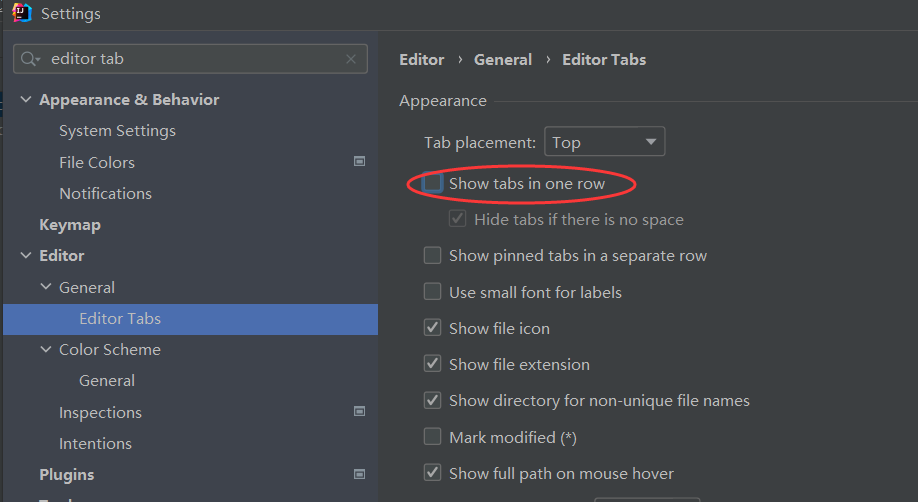 Settings
editor tab
Appearance & Behavior
System Settings
File Colors
Notifications
Keymap
Editor
General
Editor Tabs
Color Scheme
General
Inspections
Intentions
Plugins
Editor › General › Editor Tabs
Appearance
Tab placement: Top
Show tabs in one row
Hide tabs if there is no space
Show pinned tabs in a separate row
Use small font for labels
Show file icon
Show file extension
Show directory for non-unique file names
Mark modified (*)
Show full path on mouse hover